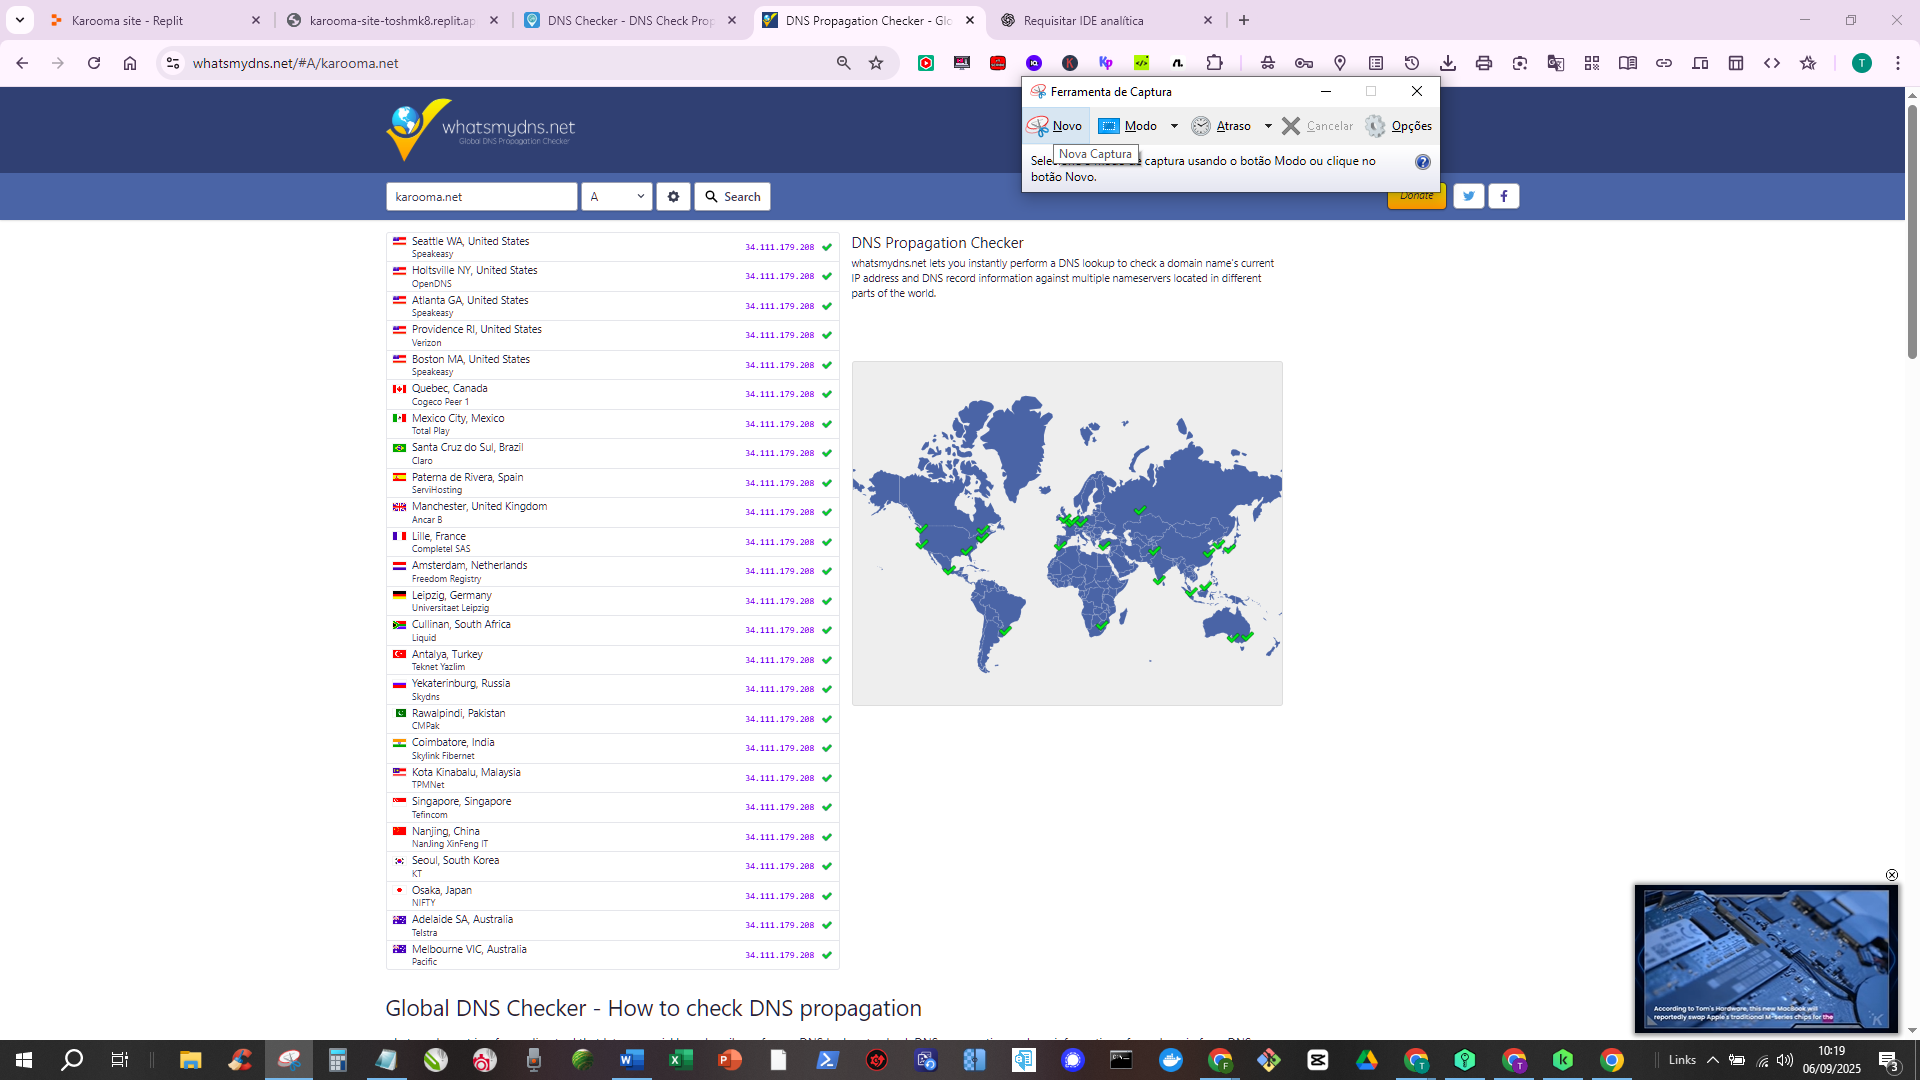 Karooma site - Replit
karooma-site-toshmk8.replit.ap
DNS Checker - DNS Check Prop
DNS Propagation Checker - Glo
Requisitar IDE analítica
whatsmydns.net/#A/karooma.net
Ferramenta de Captura
Novo
Modo
Atraso
Cancelar
Opções
Nova Captura
captura usando o botão Modo ou clique no
botão Novo.
whatsmydns.net
Global DNS Propagation Checker
karooma.net
A
Search
Donate
Seattle WA, United States
Speakeasy
34.111.179.208
Holtsville NY, United States
OpenDNS
34.111.179.208
Atlanta GA, United States
Speakeasy
34.111.179.208
Providence RI, United States
Verizon
34.111.179.208
Boston MA, United States
Speakeasy
34.111.179.208
Quebec, Canada
Cogeco Peer 1
34.111.179.208
Mexico City, Mexico
Total Play
34.111.179.208
Santa Cruz do Sul, Brazil
Claro
34.111.179.208
Paterna de Rivera, Spain
ServiHosting
34.111.179.208
Manchester, United Kingdom
Ancar B
34.111.179.208
Lille, France
Completel SAS
34.111.179.208
Amsterdam, Netherlands
Freedom Registry
34.111.179.208
Leipzig, Germany
Universitaet Leipzig
34.111.179.208
Cullinan, South Africa
Liquid
34.111.179.208
Antalya, Turkey
Teknet Yazlim
34.111.179.208
Yekaterinburg, Russia
Skydns
34.111.179.208
Rawalpindi, Pakistan
CMPak
34.111.179.208
Coimbatore, India
Skylink Fibernet
34.111.179.208
Kota Kinabalu, Malaysia
TPMNet
34.111.179.208
Singapore, Singapore
Tefincom
34.111.179.208
Nanjing, China
NanJing XinFeng IT
34.111.179.208
Seoul, South Korea
KT
34.111.179.208
Osaka, Japan
NIFTY
34.111.179.208
Adelaide SA, Australia
Telstra
34.111.179.208
Melbourne VIC, Australia
Pacific
34.111.179.208
DNS Propagation Checker
whatsmydns.net lets you instantly perform a DNS lookup to check a domain name's current
IP address and DNS record information against multiple nameservers located in different
parts of the world.
Global DNS Checker - How to check DNS propagation
According to Tom's Hardware, this new MacBook will
reportedly swap Apple's traditional M-series chips for the
Links
10:19
06/09/2025
3